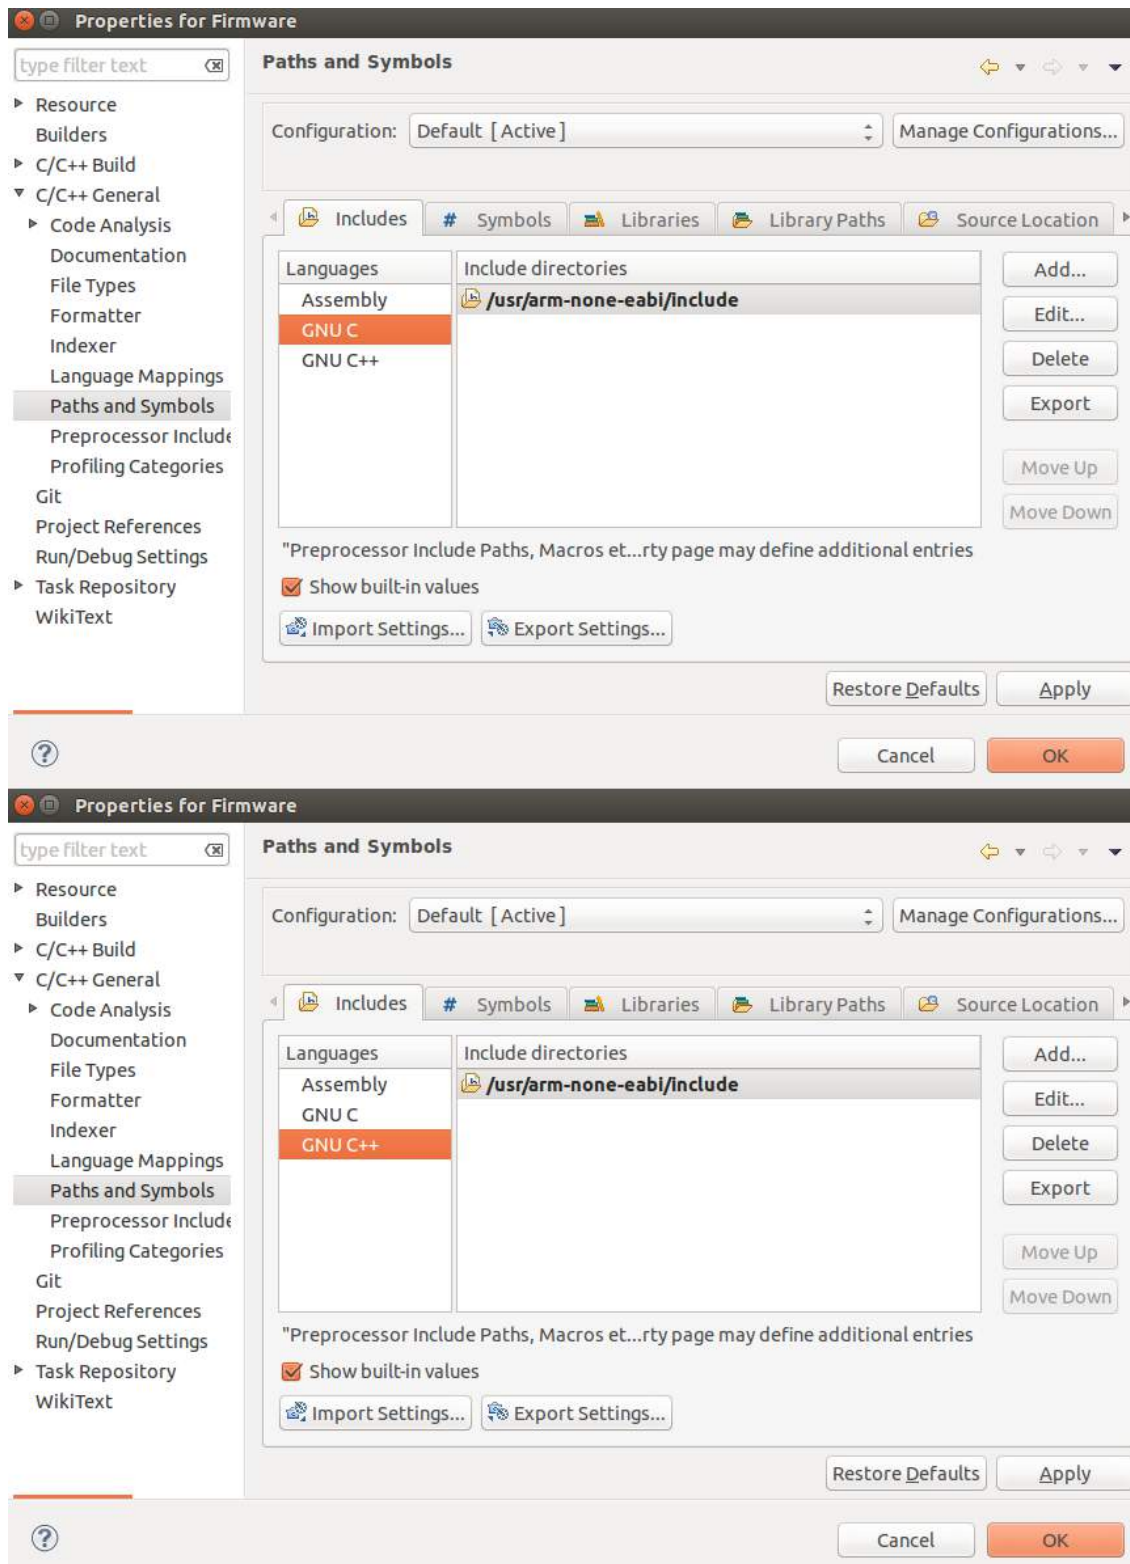 Properties for Firmware
type filter text
Resource
Builders
C/C++ Build
C/C++ General
Code Analysis
Documentation
File Types
Formatter
Indexer
Language Mappings
Paths and Symbols
Preprocessor Include
Profiling Categories
Git
Project References
Run/Debug Settings
Task Repository
WikiText
Paths and Symbols
Configuration: Default [ Active ] Manage Configurations...
Includes # Symbols Libraries Library Paths Source Location
Languages
Assembly
GNU C
GNU C++
Include directories
/usr/arm-none-eabi/include
Add...
Edit...
Delete
Export
Move Up
Move Down
"Preprocessor Include Paths, Macros et...rty page may define additional entries
Show built-in values
Import Settings... Export Settings...
Restore Defaults Apply
? Cancel OK
Properties for Firmware
type filter text
Resource
Builders
C/C++ Build
C/C++ General
Code Analysis
Documentation
File Types
Formatter
Indexer
Language Mappings
Paths and Symbols
Preprocessor Include
Profiling Categories
Git
Project References
Run/Debug Settings
Task Repository
WikiText
Paths and Symbols
Configuration: Default [ Active ] Manage Configurations...
Includes # Symbols Libraries Library Paths Source Location
Languages
Assembly
GNU C
GNU C++
Include directories
/usr/arm-none-eabi/include
Add...
Edit...
Delete
Export
Move Up
Move Down
"Preprocessor Include Paths, Macros et...rty page may define additional entries
Show built-in values
Import Settings... Export Settings...
Restore Defaults Apply
? Cancel OK